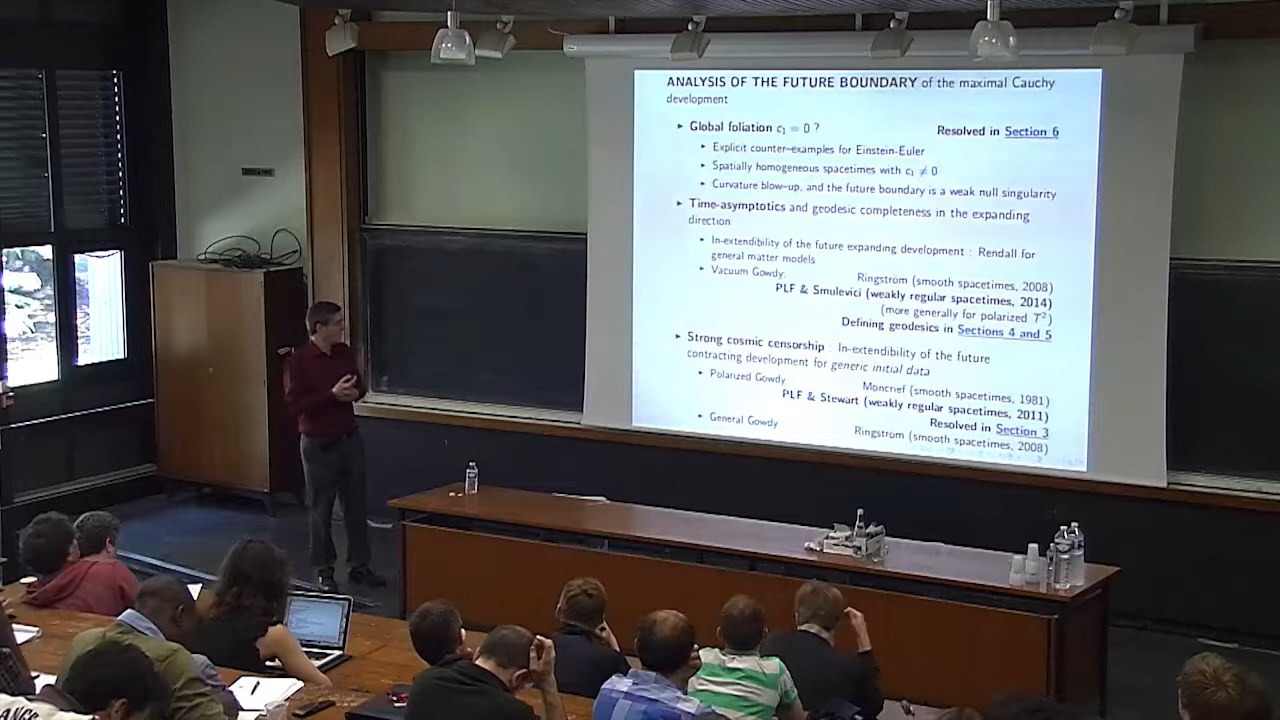 ANALYSIS OF THE FUTURE BOUNDARY of the maximal Cauchy
development
▸ Global foliation c₁ = 0 ? Resolved in Section 6
▸ Explicit counter–examples for Einstein-Euler
▸ Spatially homogeneous spacetimes with c₁ ≠ 0
▸ Curvature blow–up, and the future boundary is a weak null singularity
▸ Time-asymptotics and geodesic completeness in the expanding
direction
▸ In-extendibility of the future expanding development : Rendall for
general matter models
▸ Vacuum Gowdy: Ringström (smooth spacetimes, 2008)
PLF & Smulevici (weakly regular spacetimes, 2014)
(more generally for polarized T²)
Defining geodesics in Sections 4 and 5
▸ Strong cosmic censorship : In-extendibility of the future
contracting development for generic initial data
▸ Polarized Gowdy Moncrief (smooth spacetimes, 1981)
PLF & Stewart (weakly regular spacetimes, 2011)
Resolved in Section 3
▸ General Gowdy Ringström (smooth spacetimes, 2008)